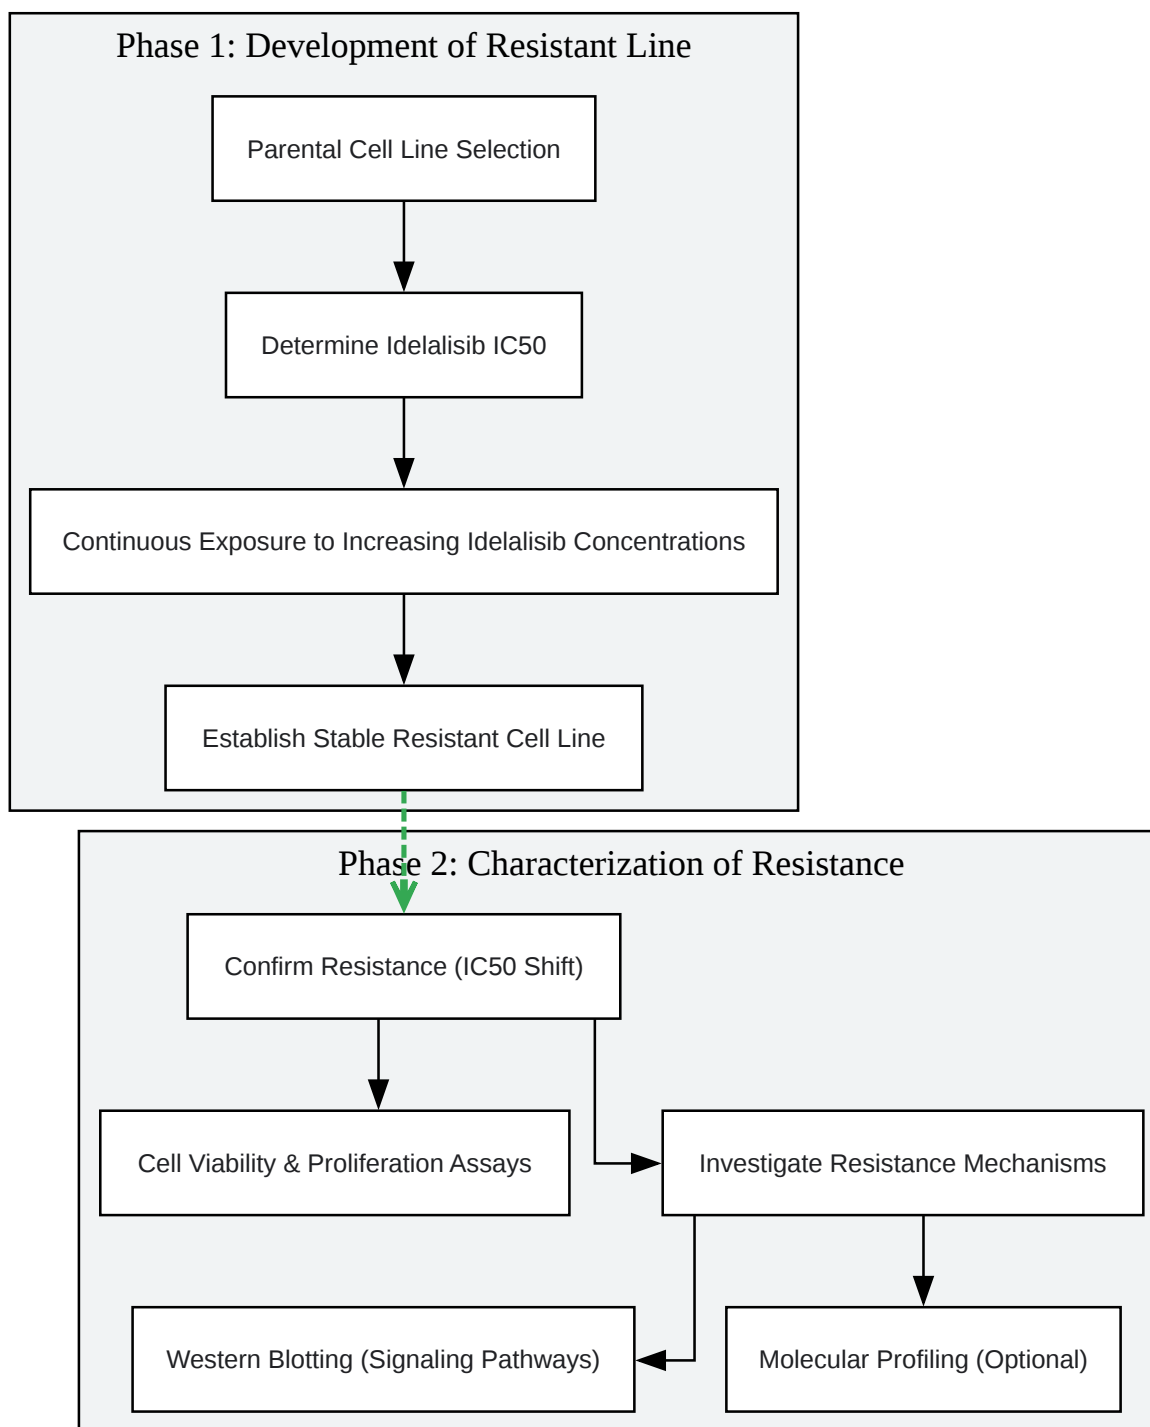 Phase 1: Development of Resistant Line
Parental Cell Line Selection
Determine Idelalisib IC50
Continuous Exposure to Increasing Idelalisib Concentrations
Establish Stable Resistant Cell Line
Phase 2: Characterization of Resistance
Confirm Resistance (IC50 Shift)
Cell Viability & Proliferation Assays
Investigate Resistance Mechanisms
Western Blotting (Signaling Pathways)
Molecular Profiling (Optional)